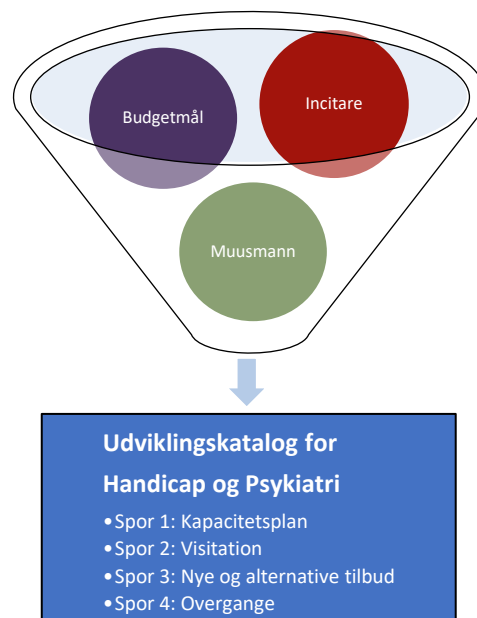 Budgetmål
Incitare
Muusmann
Udviklingskatalog for
Handicap og Psykiatri
•Spor 1: Kapacitetsplan
•Spor 2: Visitation
•Spor 3: Nye og alternative tilbud
•Spor 4: Overgange